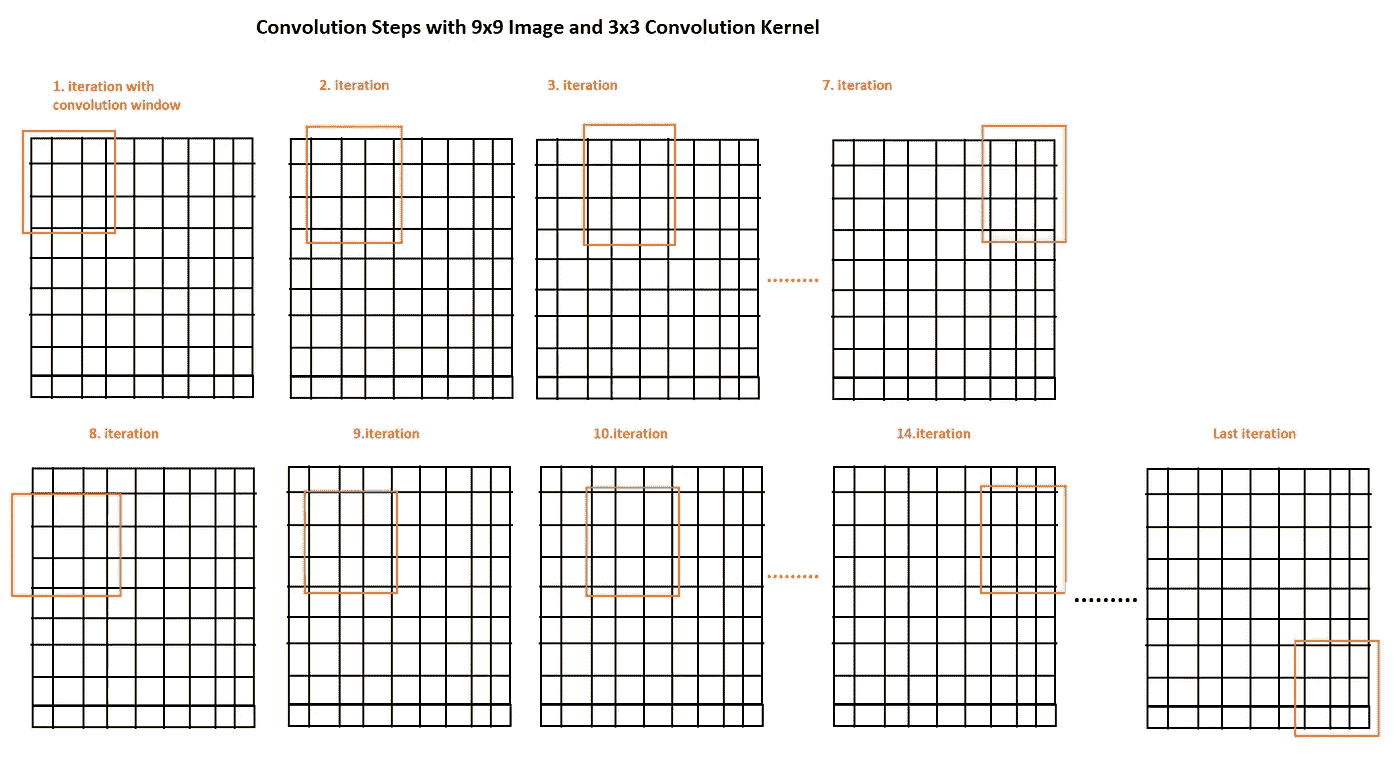 Convolution Steps with 9x9 Image and 3x3 Convolution Kernel
1. iteration with
convolution window
2. iteration
3. iteration
7. iteration
.........
8. iteration
9.iteration
10.iteration
14.iteration
Last iteration
.........
.........